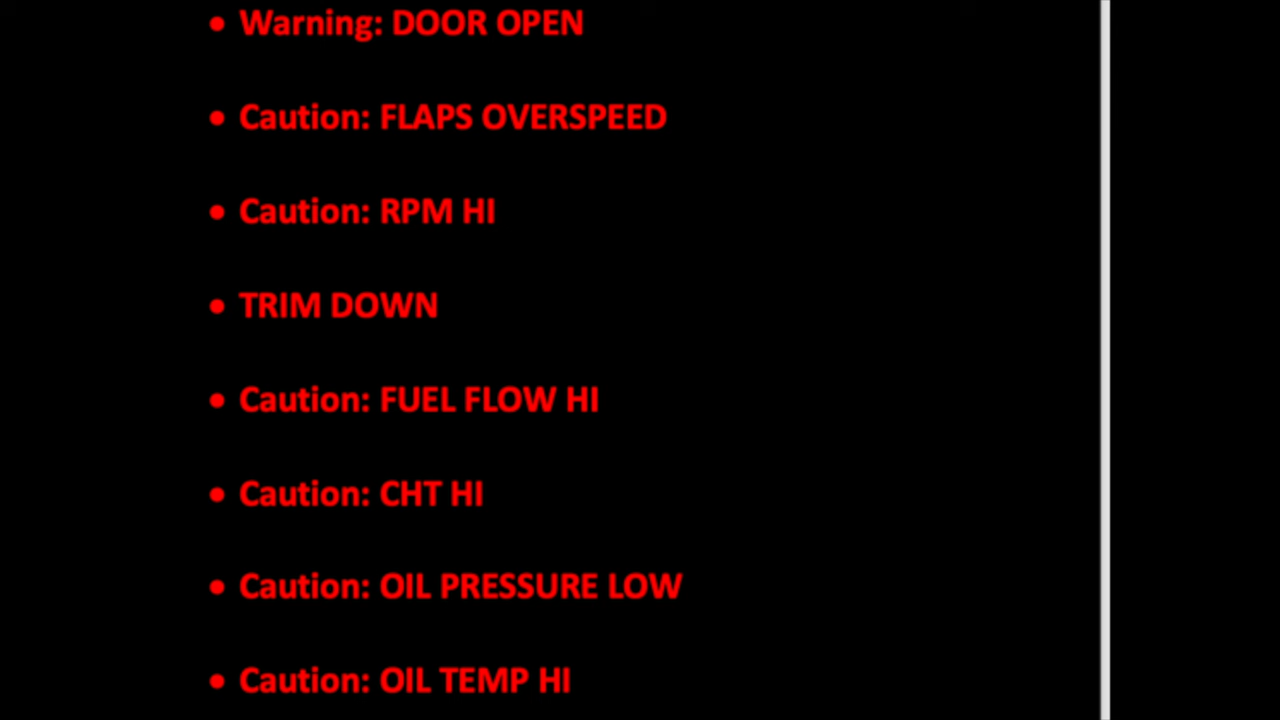 • Warning: DOOR OPEN
• Caution: FLAPS OVERSPEED
• Caution: RPM HI
• TRIM DOWN
• Caution: FUEL FLOW HI
• Caution: CHT HI
• Caution: OIL PRESSURE LOW
• Caution: OIL TEMP HI